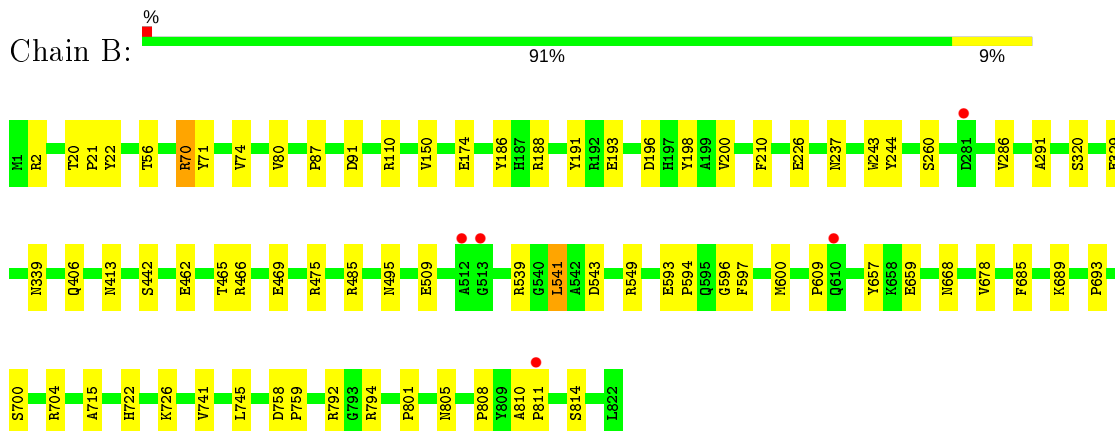 %
Chain B:
91% 9%
M1 R2 T20 P21 Y22 T56 R70 Y71 V74 V80 P87 D91 R110 V150 E174 Y186 H187 R188 Y191 R192 E193 D196 H197 Y198 A199 V200 F210 E226 N237 W243 Y244 S260 D281 V286 A291 S320
N339 Q406 N413 S442 E462 T465 R466 E469 R475 R485 N495 E509 A512 G513 R539 G540 L541 A542 D543 R549 E593 P594 Q595 G596 F597 M600 P609 Q610 Y657 K658 E659 N668 V678 F685 K689 P693
S700 R704 A715 H722 K726 V741 L745 D758 P759 R792 G793 R794 P801 N805 P808 Y809 A810 P811 S814 L822